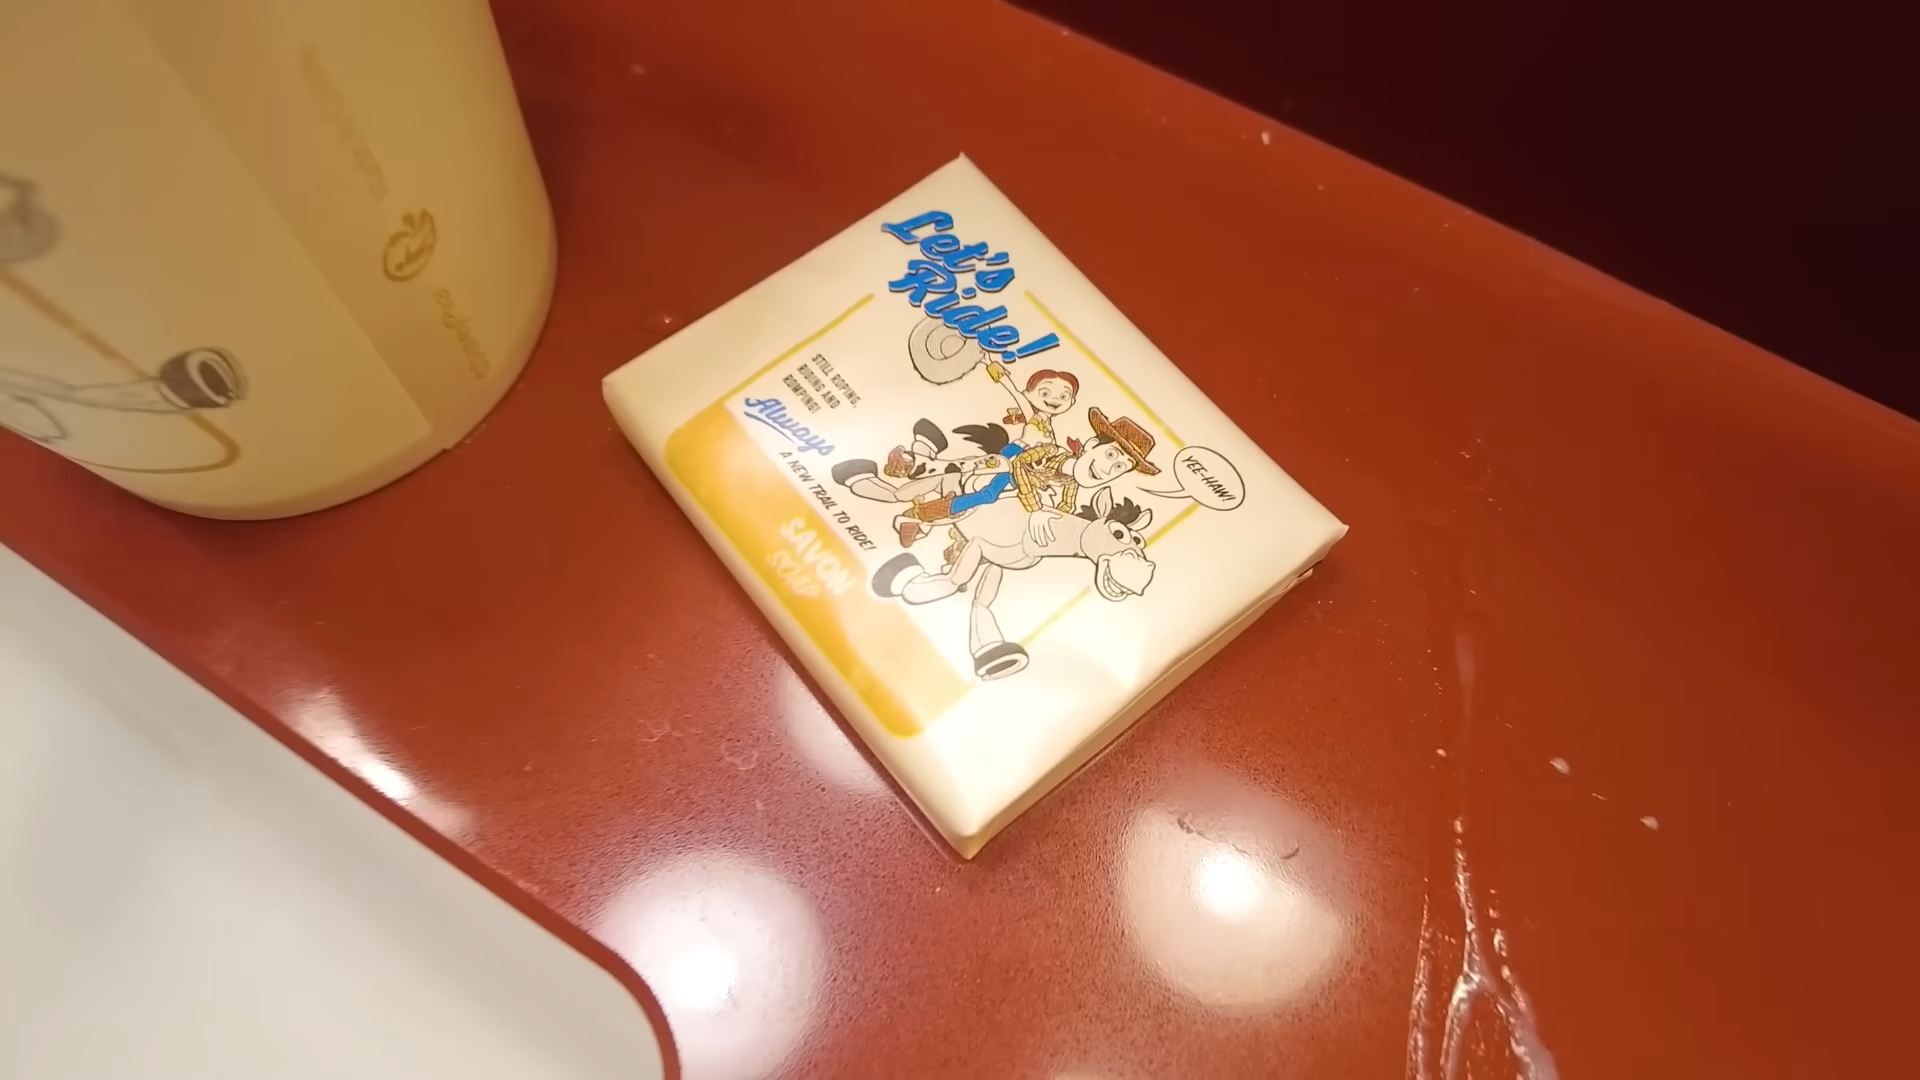 Let's
Ride!
STILL ROPING,
RIDING AND
ROMPING!
Always
A NEW TRAIL TO RIDE!
SAVON
SOAP
YEE-HAW!